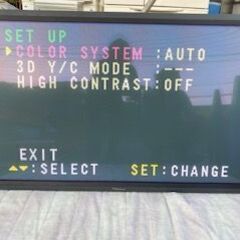 SET UP
COLOR SYSTEM :AUTO
3D Y/C MODE :---
HIGH CONTRAST:OFF
EXIT
:SELECT SET:CHANGE